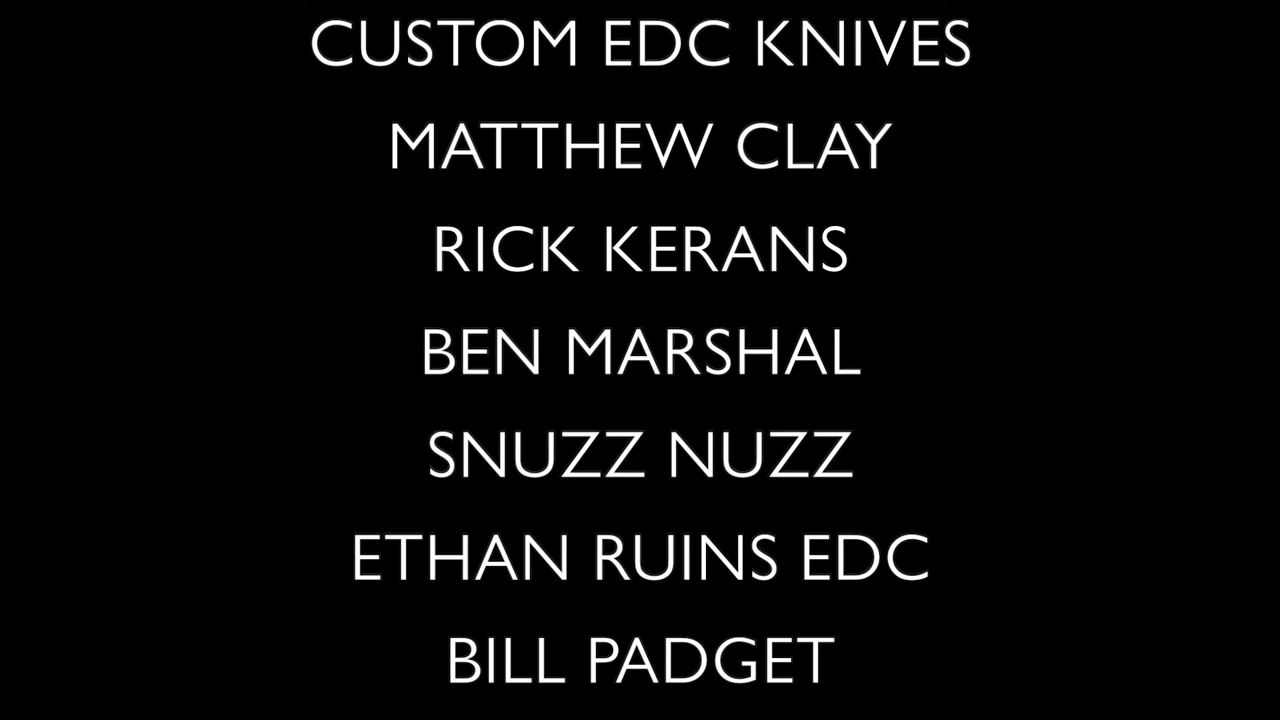 CUSTOM EDC KNIVES
MATTHEW CLAY
RICK KERANS
BEN MARSHAL
SNUZZ NUZZ
ETHAN RUINS EDC
BILL PADGET